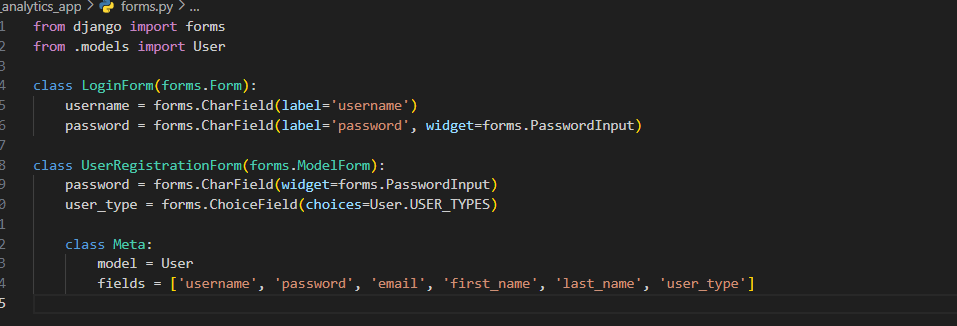 _analytics_app > forms.py > ...
1 from django import forms
2 from .models import User
3
4 class LoginForm(forms.Form):
5     username = forms.CharField(label='username')
6     password = forms.CharField(label='password', widget=forms.PasswordInput)
7
8 class UserRegistrationForm(forms.ModelForm):
9     password = forms.CharField(widget=forms.PasswordInput)
0     user_type = forms.ChoiceField(choices=User.USER_TYPES)
1
2     class Meta:
3         model = User
4         fields = ['username', 'password', 'email', 'first_name', 'last_name', 'user_type']
5